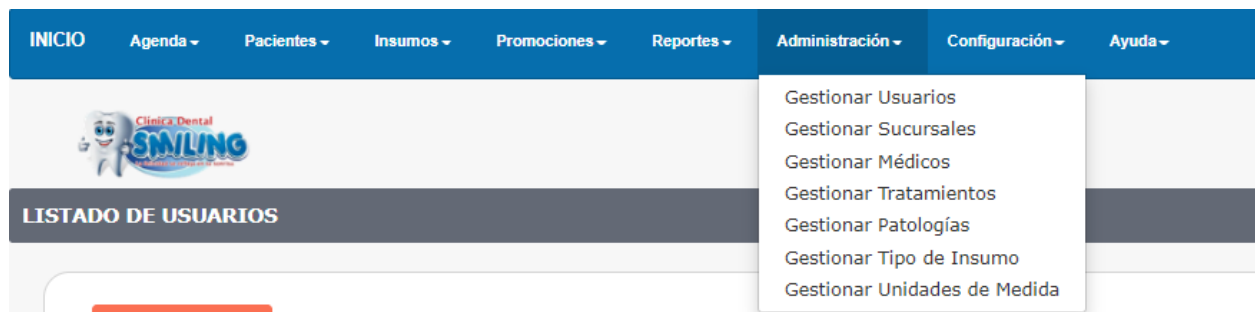 INICIO Agenda Pacientes Insumos Promociones Reportes Administración Configuración Ayuda
Gestionar Usuarios
Gestionar Sucursales
Gestionar Médicos
Gestionar Tratamientos
Gestionar Patologías
Gestionar Tipo de Insumo
Gestionar Unidades de Medida
Clínica Dental
SMILING
LISTADO DE USUARIOS